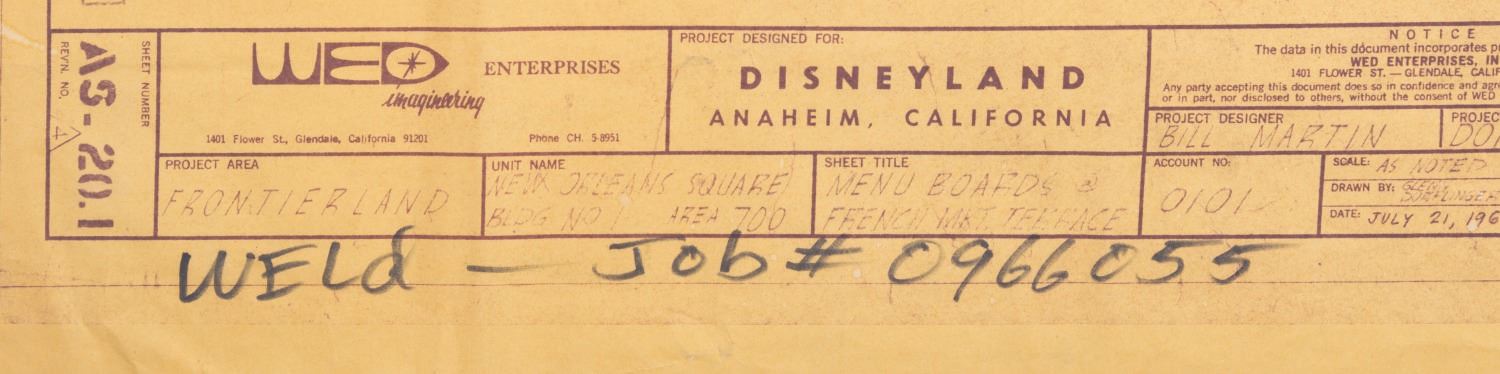 SHEET NUMBER
AS-20.1
REV'N. NO.
WED
imagineering
ENTERPRISES
1401 Flower St., Glendale, California 91201
Phone CH. 5-8951
PROJECT DESIGNED FOR:
DISNEYLAND
ANAHEIM, CALIFORNIA
NOTICE
The data in this document incorporates p
WED ENTERPRISES, IN
1401 FLOWER ST. — GLENDALE, CALIF
Any party accepting this document does so in confidence and agre
or in part, nor disclosed to others, without the consent of WED
PROJECT DESIGNER
BILL MARTIN
PROJEC
DO
PROJECT AREA
FRONTIERLAND
UNIT NAME
NEW ORLEANS SQUARE
BLDG NO 1 AREA 700
SHEET TITLE
MENU BOARDS @
FRENCH MKT. TERRACE
ACCOUNT NO:
0101
SCALE: AS NOTED
DRAWN BY:
DATE: JULY 21, 196
WELd — Job # 0966055